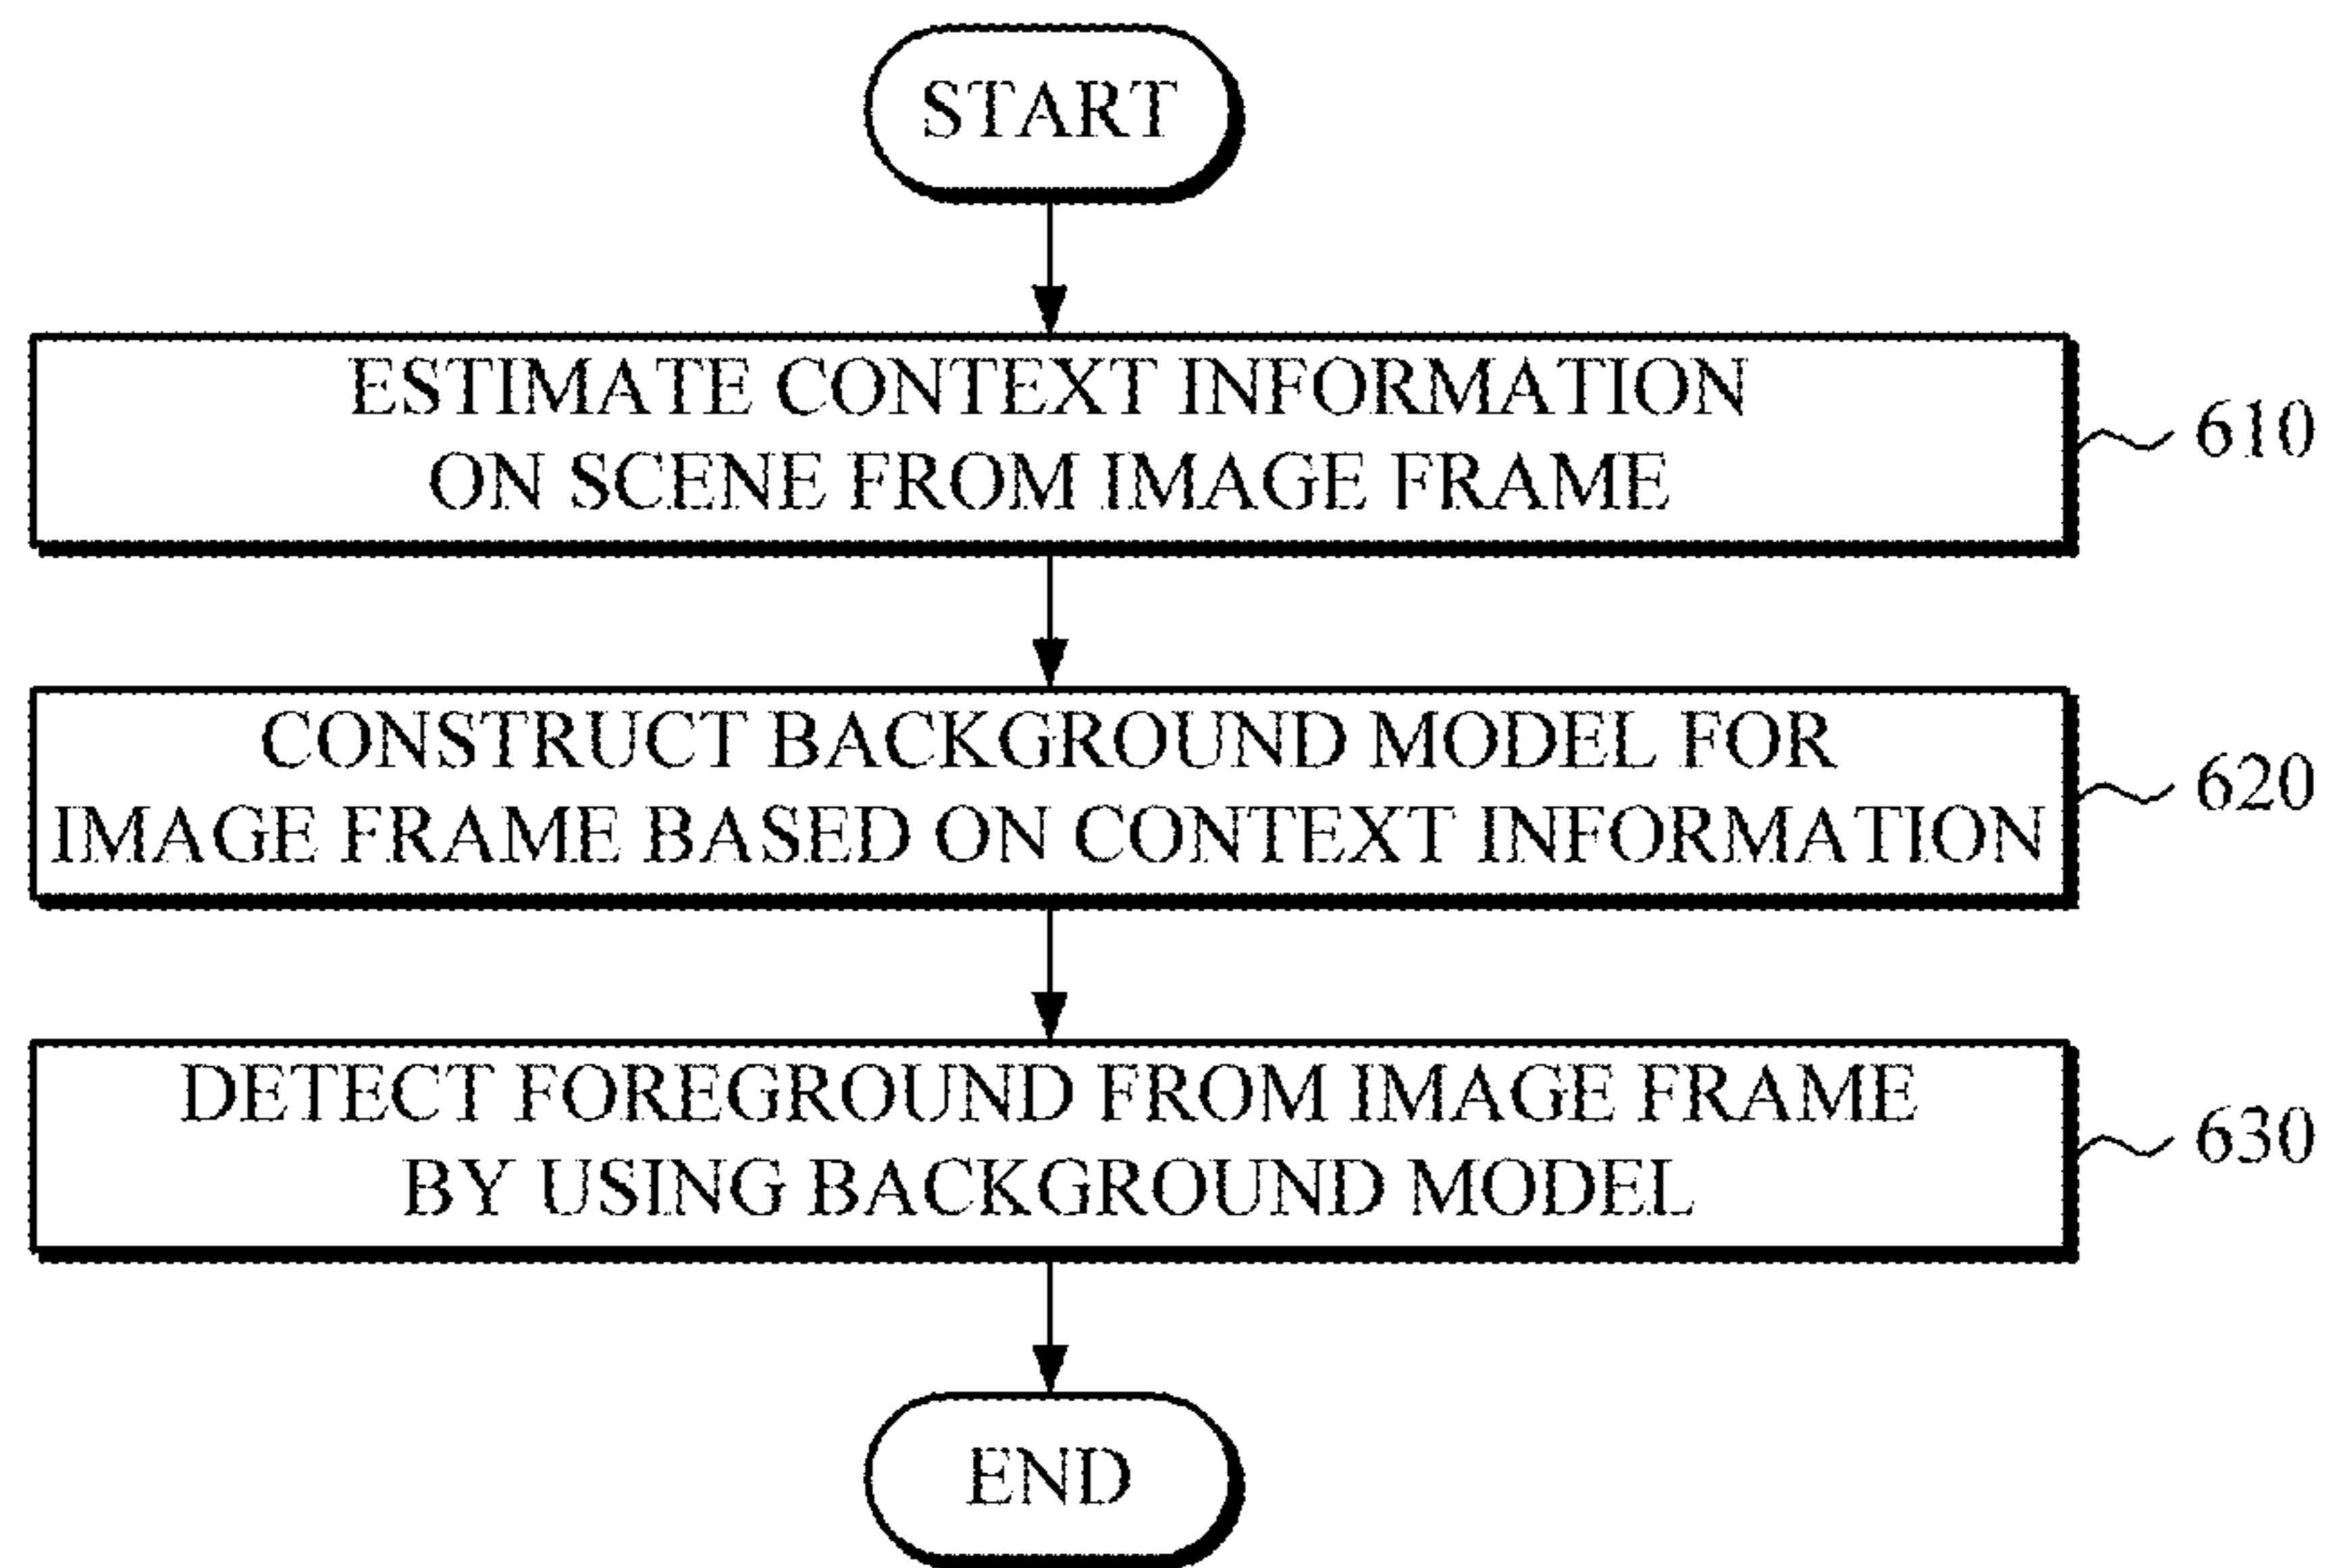 START
ESTIMATE CONTEXT INFORMATION
ON SCENE FROM IMAGE FRAME
610
CONSTRUCT BACKGROUND MODEL FOR
IMAGE FRAME BASED ON CONTEXT INFORMATION
620
DETECT FOREGROUND FROM IMAGE FRAME
BY USING BACKGROUND MODEL
630
END